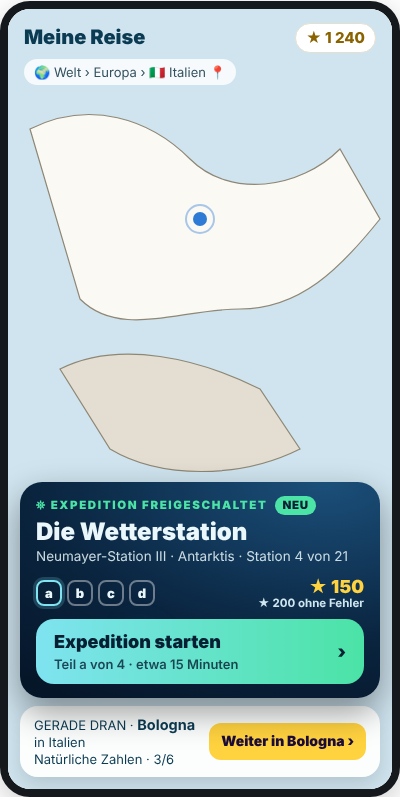 Meine Reise
★ 1 240
🌍 Welt › Europa › 🇮🇹 Italien 📍
❊ EXPEDITION FREIGESCHALTET NEU
Die Wetterstation
Neumayer-Station III · Antarktis · Station 4 von 21
a b c d
★ 150
★ 200 ohne Fehler
Expedition starten ›
Teil a von 4 · etwa 15 Minuten
GERADE DRAN · Bologna
in Italien
Natürliche Zahlen · 3/6
Weiter in Bologna ›